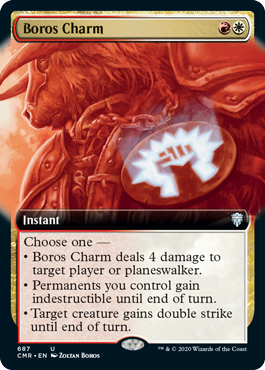 Boros Charm
Instant
Choose one —
• Boros Charm deals 4 damage to
target player or planeswalker.
• Permanents you control gain
indestructible until end of turn.
• Target creature gains double strike
until end of turn.
687 U
CMR • EN Zoltan Boros
™ & © 2020 Wizards of the Coast